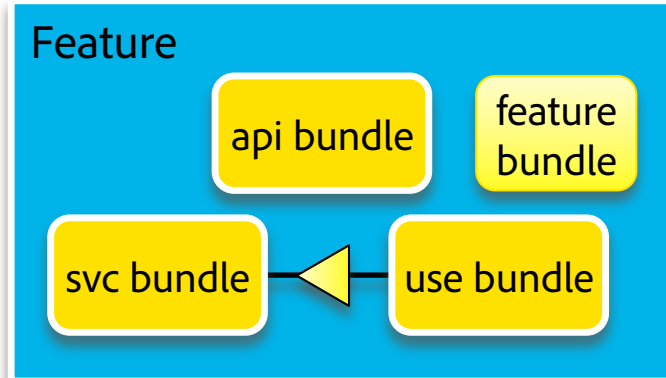 Feature
api bundle
feature
bundle
svc bundle
use bundle